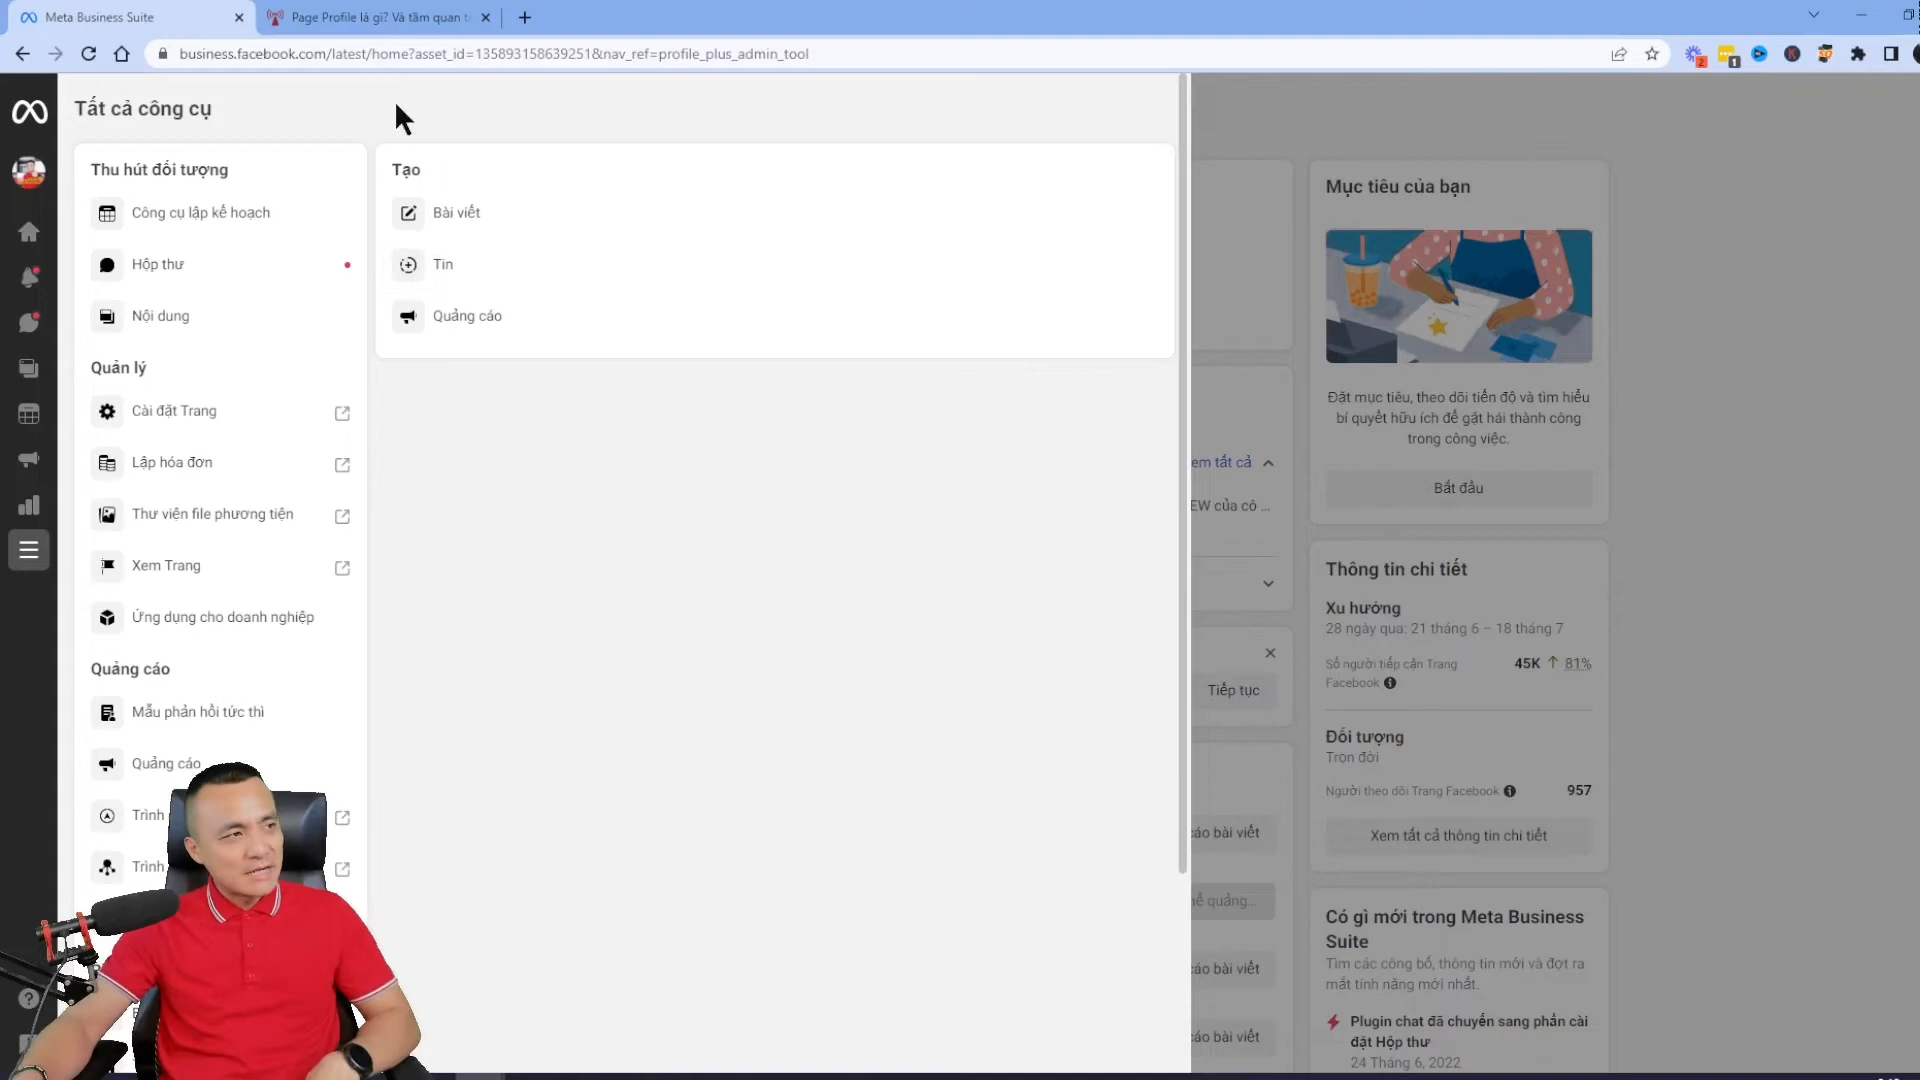 Meta Business Suite
Page Profile là gì? Và tầm quan t
business.facebook.com/latest/home?asset_id=135893158639251&nav_ref=profile_plus_admin_tool
2
1
Tất cả công cụ
Thu hút đối tượng
Công cụ lập kế hoạch
Hộp thư
Nội dung
Quản lý
Cài đặt Trang
Lập hóa đơn
Thư viện file phương tiện
Xem Trang
Ứng dụng cho doanh nghiệp
Quảng cáo
Mẫu phản hồi tức thì
Quảng cáo
Trình
Trình
Tạo
Bài viết
Tin
Quảng cáo
em tất cả
EW của cô ...
Tiếp tục
cáo bài viết
quảng...
cáo bài viết
cáo bài viết
Mục tiêu của bạn
Đặt mục tiêu, theo dõi tiến độ và tìm hiểu
bí quyết hữu ích để gặt hái thành công
trong công việc.
Bắt đầu
Thông tin chi tiết
Xu hướng
28 ngày qua: 21 tháng 6 – 18 tháng 7
Số người tiếp cận Trang
Facebook
45K ↑ 81%
Đối tượng
Trọn đời
Người theo dõi Trang Facebook
957
Xem tất cả thông tin chi tiết
Có gì mới trong Meta Business
Suite
Tìm các công bố, thông tin mới và đợt ra
mắt tính năng mới nhất.
Plugin chat đã chuyển sang phần cài
đặt Hộp thư
24 Tháng 6, 2022